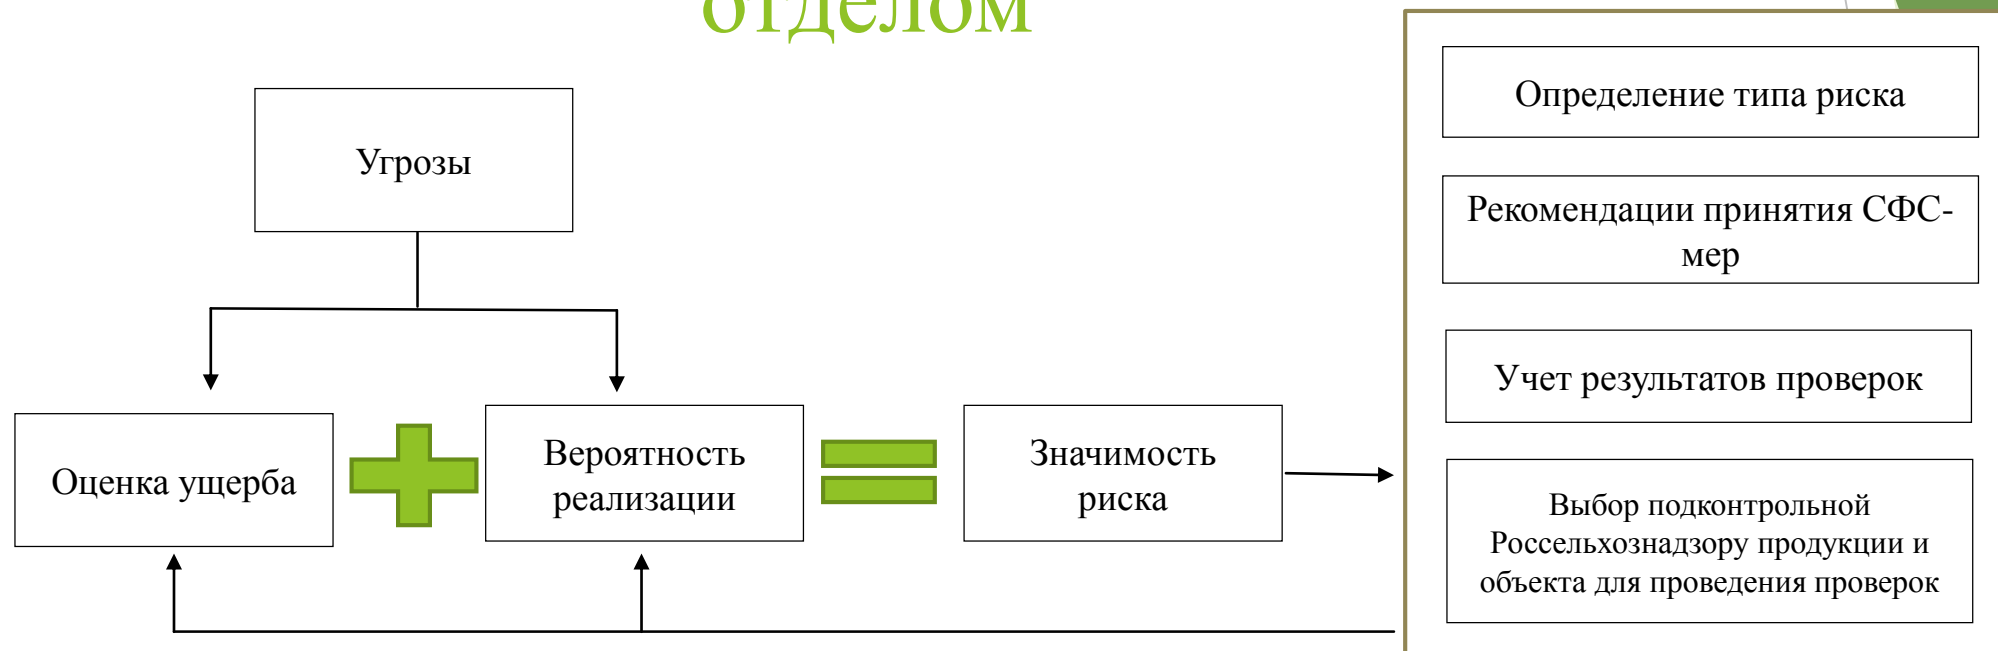 отделом
Угрозы
Оценка ущерба
Вероятность
реализации
Значимость
риска
Определение типа риска
Рекомендации принятия СФС-
мер
Учет результатов проверок
Выбор подконтрольной
Россельхознадзору продукции и
объекта для проведения проверок